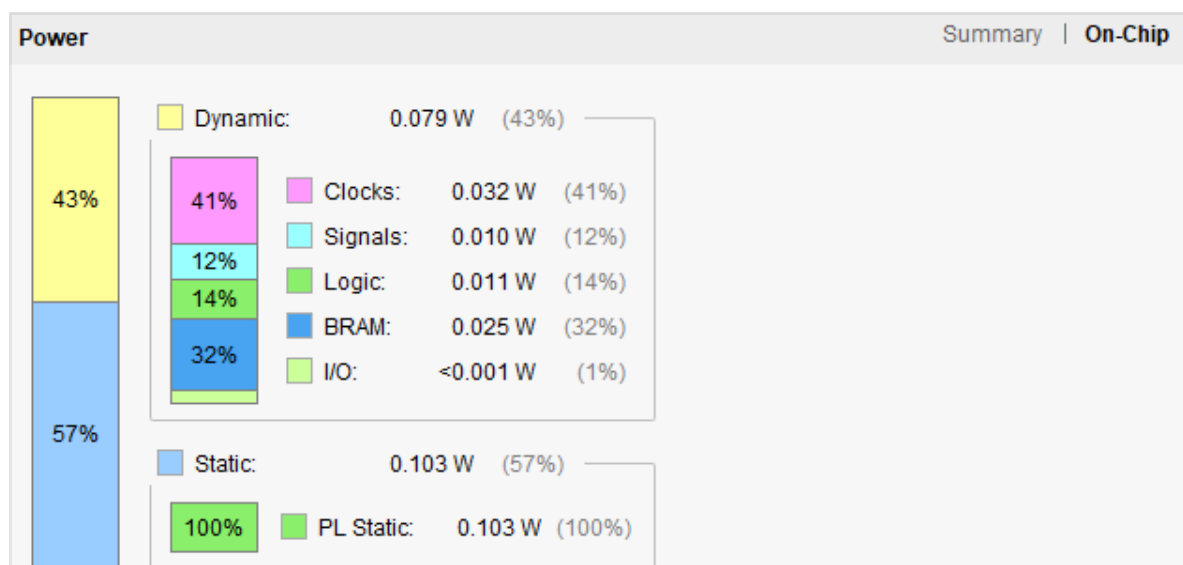 Power Summary | On-Chip
Dynamic: 0.079 W (43%)
43%
41% Clocks: 0.032 W (41%)
12% Signals: 0.010 W (12%)
14% Logic: 0.011 W (14%)
32% BRAM: 0.025 W (32%)
I/O: <0.001 W (1%)
57%
Static: 0.103 W (57%)
100% PL Static: 0.103 W (100%)